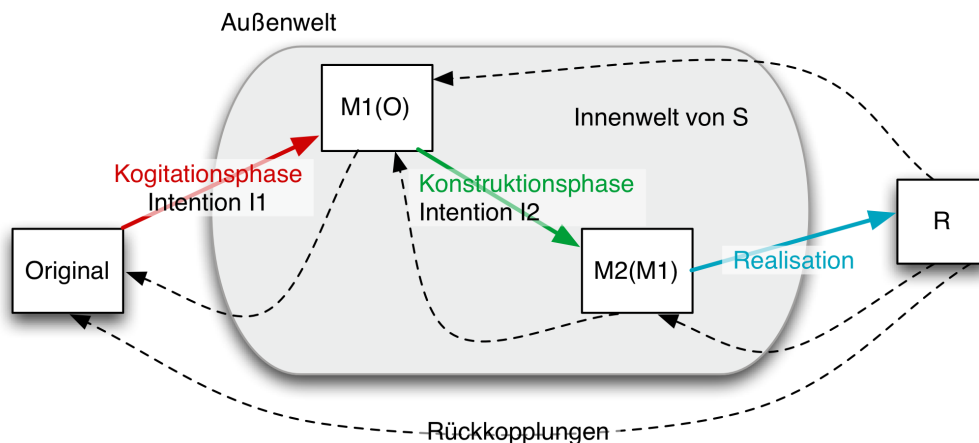 Außenwelt
M1(O)
Innenwelt von S
Kogitationsphase
Intention I1
Konstruktionsphase
Intention I2
R
Original
M2(M1)
Realisation
Rückkopplungen